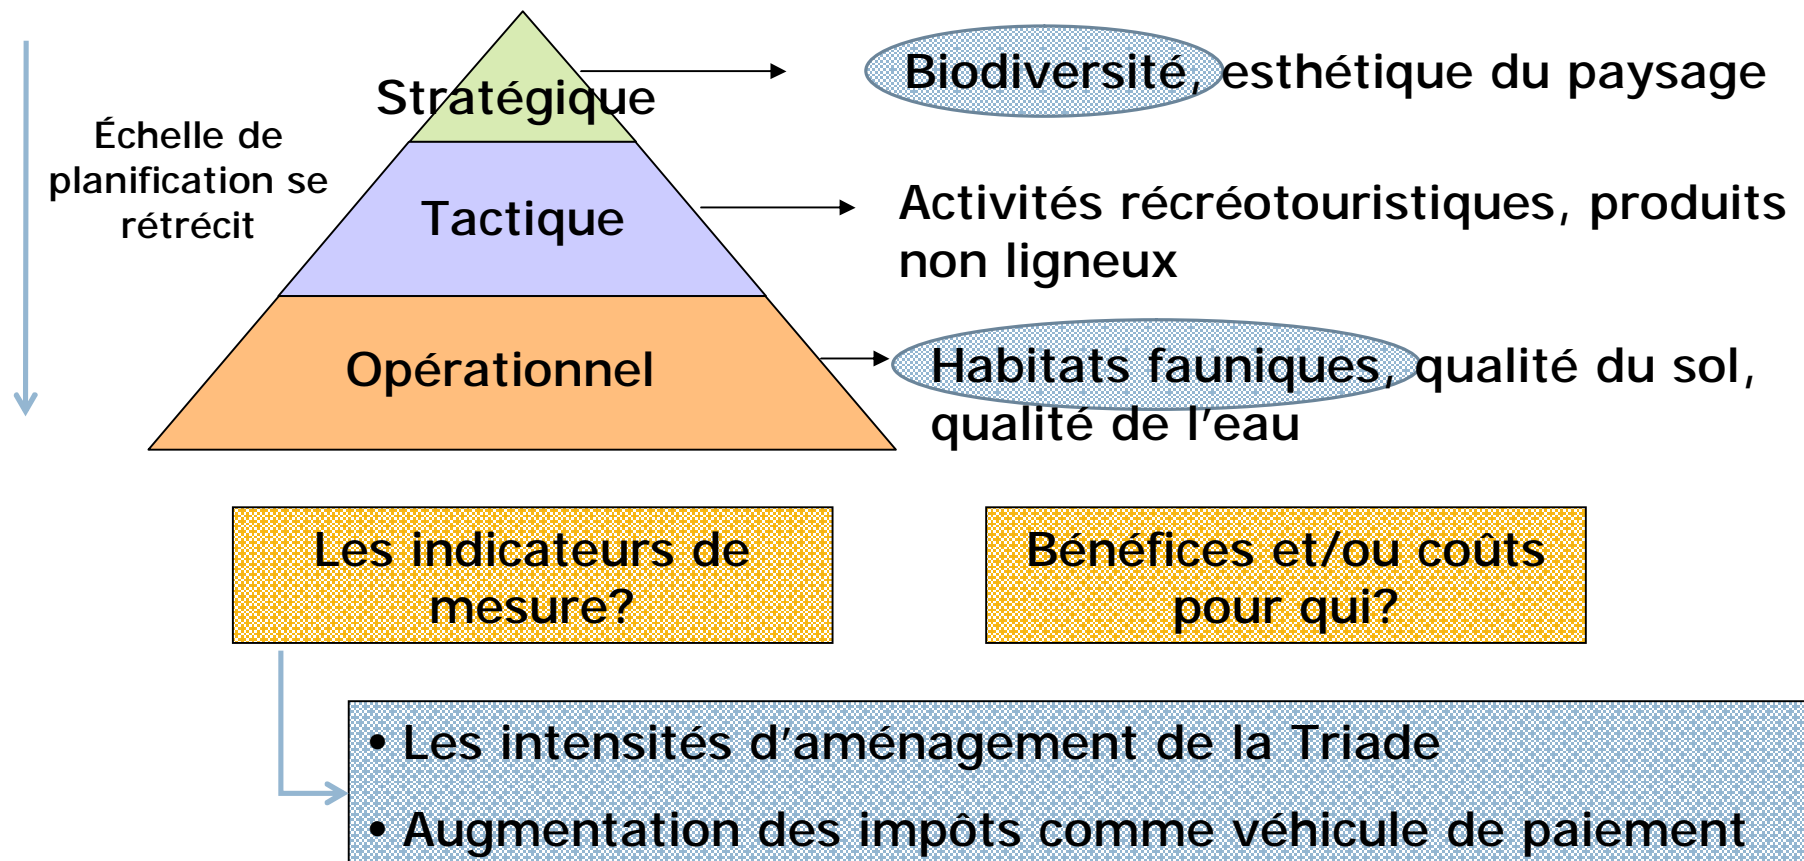 Stratégique
Biodiversité, esthétique du paysage
Échelle de
planification se
rétrécit
Tactique
Activités récréotouristiques, produits
non ligneux
Opérationnel
Habitats fauniques, qualité du sol,
qualité de l'eau
Les indicateurs de
mesure?
Bénéfices et/ou coûts
pour qui?
• Les intensités d'aménagement de la Triade
• Augmentation des impôts comme véhicule de paiement